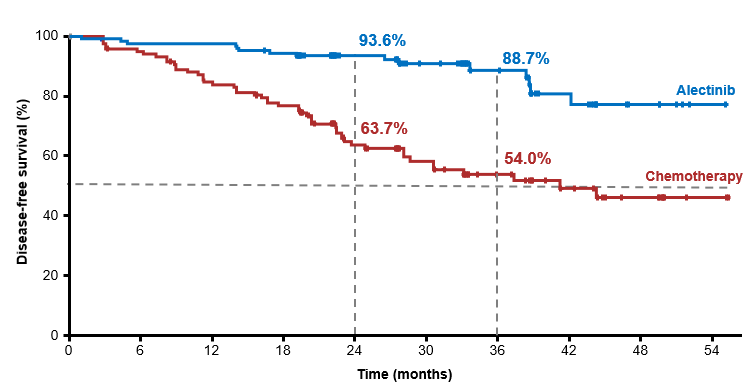 100
93.6%
88.7%
80
Alectinib
63.7%
60
54.0%
Chemotherapy
40
20
0
Disease-free survival (%)
0 6 12 18 24 30 36 42 48 54
Time (months)